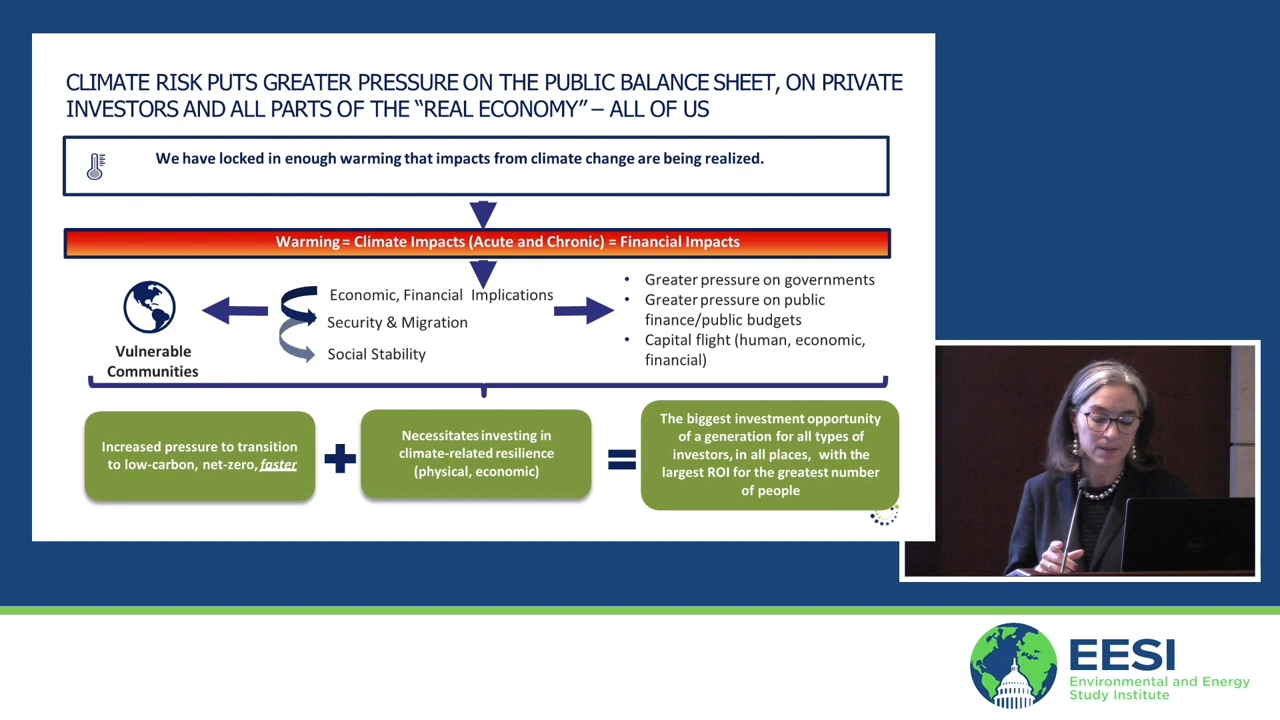 CLIMATE RISK PUTS GREATER PRESSURE ON THE PUBLIC BALANCE SHEET, ON PRIVATE
INVESTORS AND ALL PARTS OF THE “REAL ECONOMY” – ALL OF US
We have locked in enough warming that impacts from climate change are being realized.
Warming = Climate Impacts (Acute and Chronic) = Financial Impacts
Vulnerable
Communities
Economic, Financial Implications
Security & Migration
Social Stability
• Greater pressure on governments
• Greater pressure on public
finance/public budgets
• Capital flight (human, economic,
financial)
Increased pressure to transition
to low-carbon, net-zero, faster
+
Necessitates investing in
climate-related resilience
(physical, economic)
=
The biggest investment opportunity
of a generation for all types of
investors, in all places, with the
largest ROI for the greatest number
of people
EESI
Environmental and Energy
Study Institute